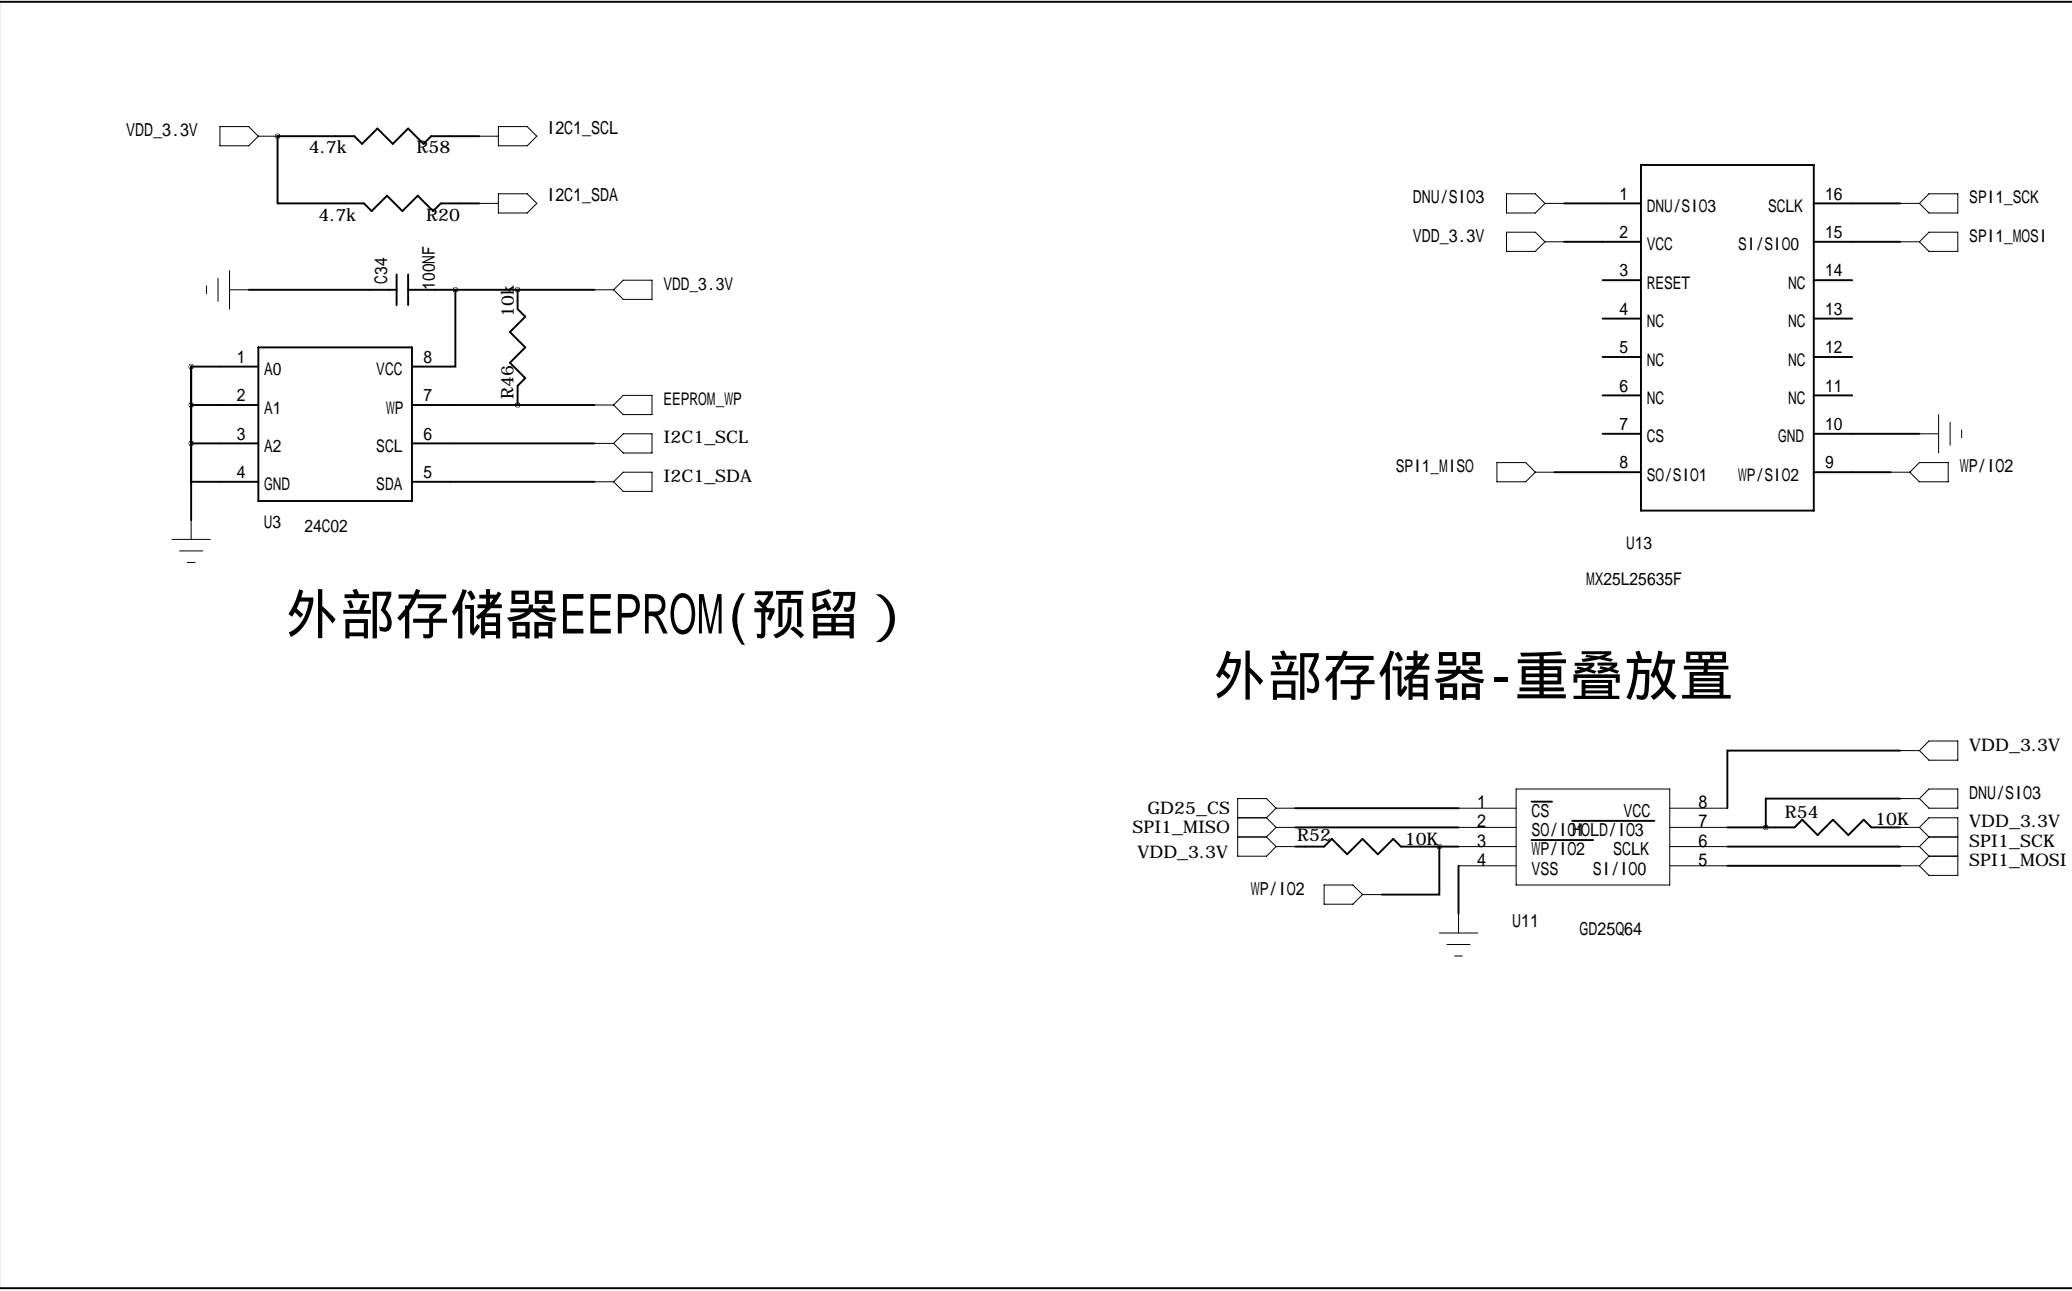 VDD_3.3V
4.7k
R58
I2C1_SCL
4.7k
R20
I2C1_SDA
C34
100NF
VDD_3.3V
10k
R46
1 A0 VCC 8
2 A1 WP 7 EEPROM_WP
3 A2 SCL 6 I2C1_SCL
4 GND SDA 5 I2C1_SDA
U3 24C02
外部存储器EEPROM(预留)
DNU/SIO3 1 DNU/SIO3 SCLK 16 SPI1_SCK
VDD_3.3V 2 VCC SI/SIO0 15 SPI1_MOSI
3 RESET NC 14
4 NC NC 13
5 NC NC 12
6 NC NC 11
7 CS GND 10
SPI1_MISO 8 SO/SIO1 WP/SIO2 9 WP/IO2
U13
MX25L25635F
外部存储器-重叠放置
VDD_3.3V
DNU/SIO3
GD25_CS 1 CS VCC 8
SPI1_MISO 2 SO/IO1 HOLD/IO3 7 R54 10K VDD_3.3V
VDD_3.3V R52 10K 3 WP/IO2 SCLK 6 SPI1_SCK
4 VSS SI/IO0 5 SPI1_MOSI
WP/IO2
U11
GD25Q64